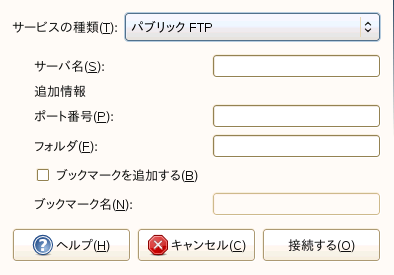 サービスの種類(T): パブリック FTP
サーバ名(S):
追加情報
ポート番号(P):
フォルダ(F):
ブックマークを追加する(B)
ブックマーク名(N):
ヘルプ(H) キャンセル(C) 接続する(O)